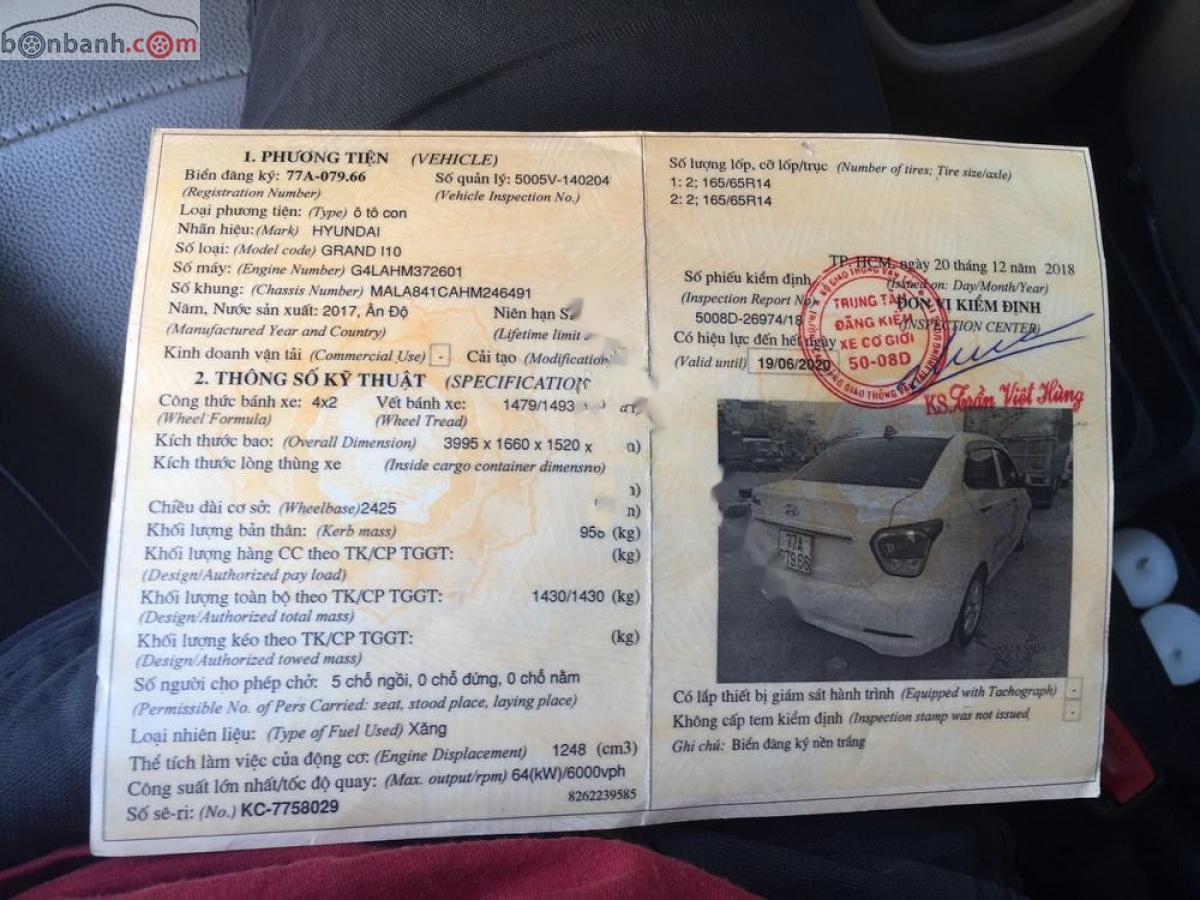 bonbanh.com
1. PHƯƠNG TIỆN (VEHICLE)
Biển đăng ký: 77A-079.66 Số quản lý: 5005V-140204
(Registration Number) (Vehicle Inspection No.)
Loại phương tiện: (Type) ô tô con
Nhãn hiệu: (Mark) HYUNDAI
Số loại: (Model code) GRAND I10
Số máy: (Engine Number) G4LAHM372601
Số khung: (Chassis Number) MALA841CAHM246491
Năm, Nước sản xuất: 2017, Ấn Độ Niên hạn
(Manufactured Year and Country) (Lifetime limit
Kinh doanh vận tải (Commercial Use) - Cải tạo (Modification
2. THÔNG SỐ KỸ THUẬT (SPECIFICATION
Công thức bánh xe: 4x2 Vết bánh xe: 1479/1493
(Wheel Formula) (Wheel Tread)
Kích thước bao: (Overall Dimension) 3995 x 1660 x 1520 x
Kích thước lòng thùng xe (Inside cargo container dimension)
Chiều dài cơ sở: (Wheelbase) 2425
Khối lượng bản thân: (Kerb mass) (kg)
Khối lượng hàng CC theo TK/CP TGGT: (kg)
(Design/Authorized pay load)
Khối lượng toàn bộ theo TK/CP TGGT: 1430/1430 (kg)
(Design/Authorized total mass)
Khối lượng kéo theo TK/CP TGGT: (kg)
(Design/Authorized towed mass)
Số người cho phép chở: 5 chỗ ngồi, 0 chỗ đứng, 0 chỗ nằm
(Permissible No. of Pers Carried: seat, stood place, laying place)
Loại nhiên liệu: (Type of Fuel Used) Xăng
Thể tích làm việc của động cơ: (Engine Displacement) 1248 (cm3)
Công suất lớn nhất/tốc độ quay: (Max. output/rpm) 64(kW)/6000vph
8262239585
Số sê-ri: (No.) KC-7758029
Số lượng lốp, cỡ lốp/trục (Number of tires; Tire size/axle)
1: 2; 165/65R14
2: 2; 165/65R14
TP. HCM, ngày 20 tháng 12 năm 2018
(Issued on: Day/Month/Year)
Số phiếu kiểm định ĐƠN VỊ KIỂM ĐỊNH
(Inspection Report No) (INSPECTION CENTER)
5008D-26974/18
Có hiệu lực đến hết ngày
(Valid until) 19/06/2020
TRUNG TÂM
ĐĂNG KIỂM
XE CƠ GIỚI
50-08D
KS.Trần Việt Hùng
77A
079.66
Có lắp thiết bị giám sát hành trình (Equipped with Tachograph) -
Không cấp tem kiểm định (Inspection stamp was not issued -
Ghi chú: Biển đăng ký nền trắng